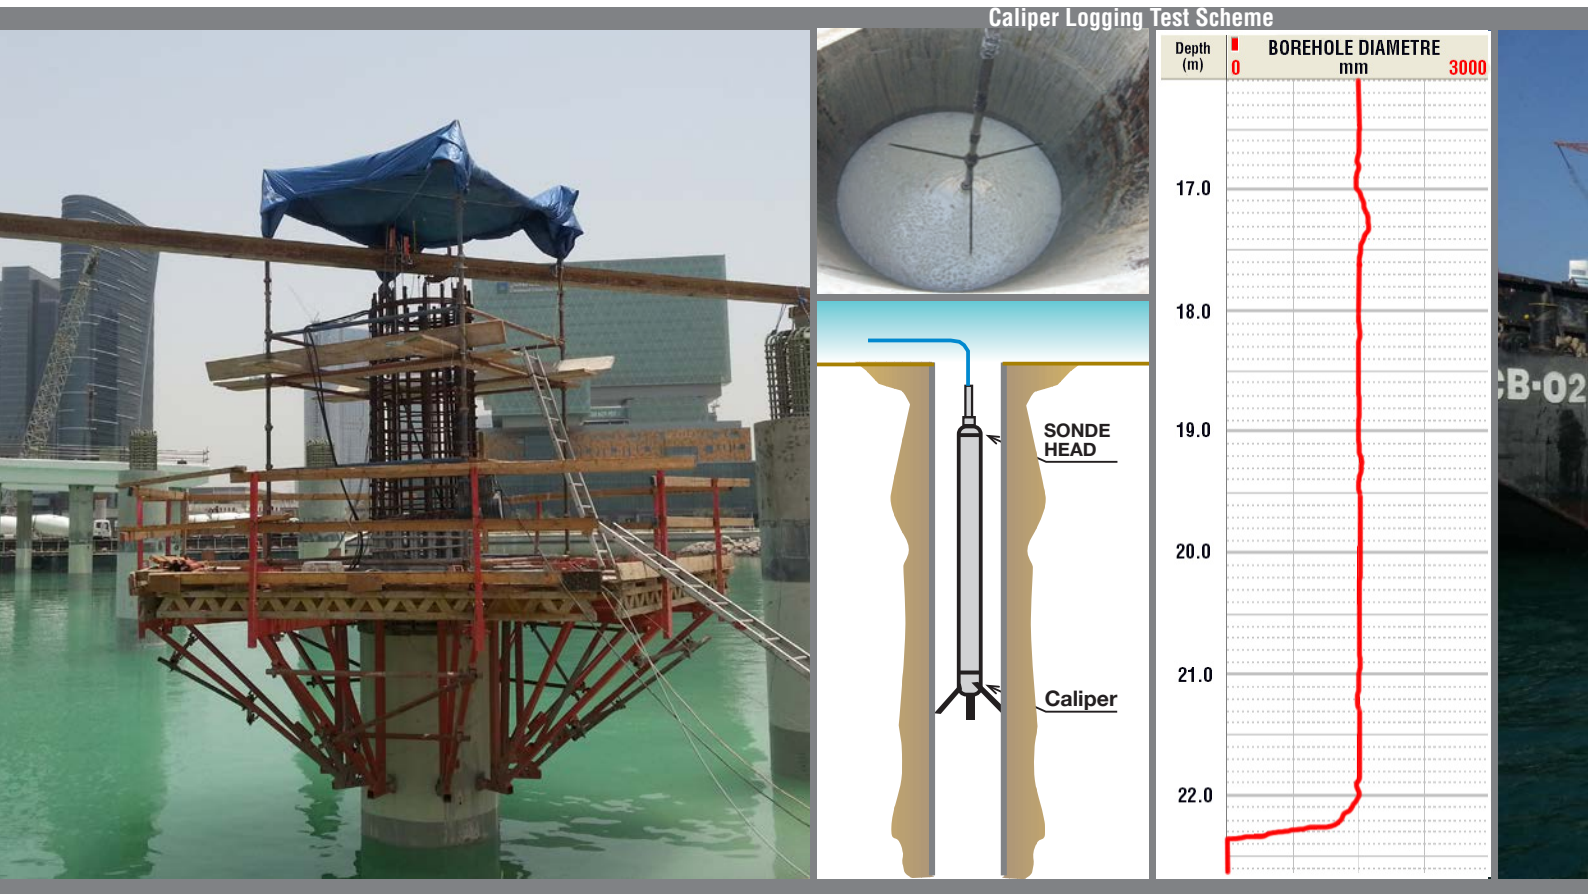 Caliper Logging Test Scheme
Depth
(m)
BOREHOLE DIAMETRE
mm
0
3000
17.0
18.0
19.0
20.0
21.0
22.0
SONDE
HEAD
Caliper
CB-02